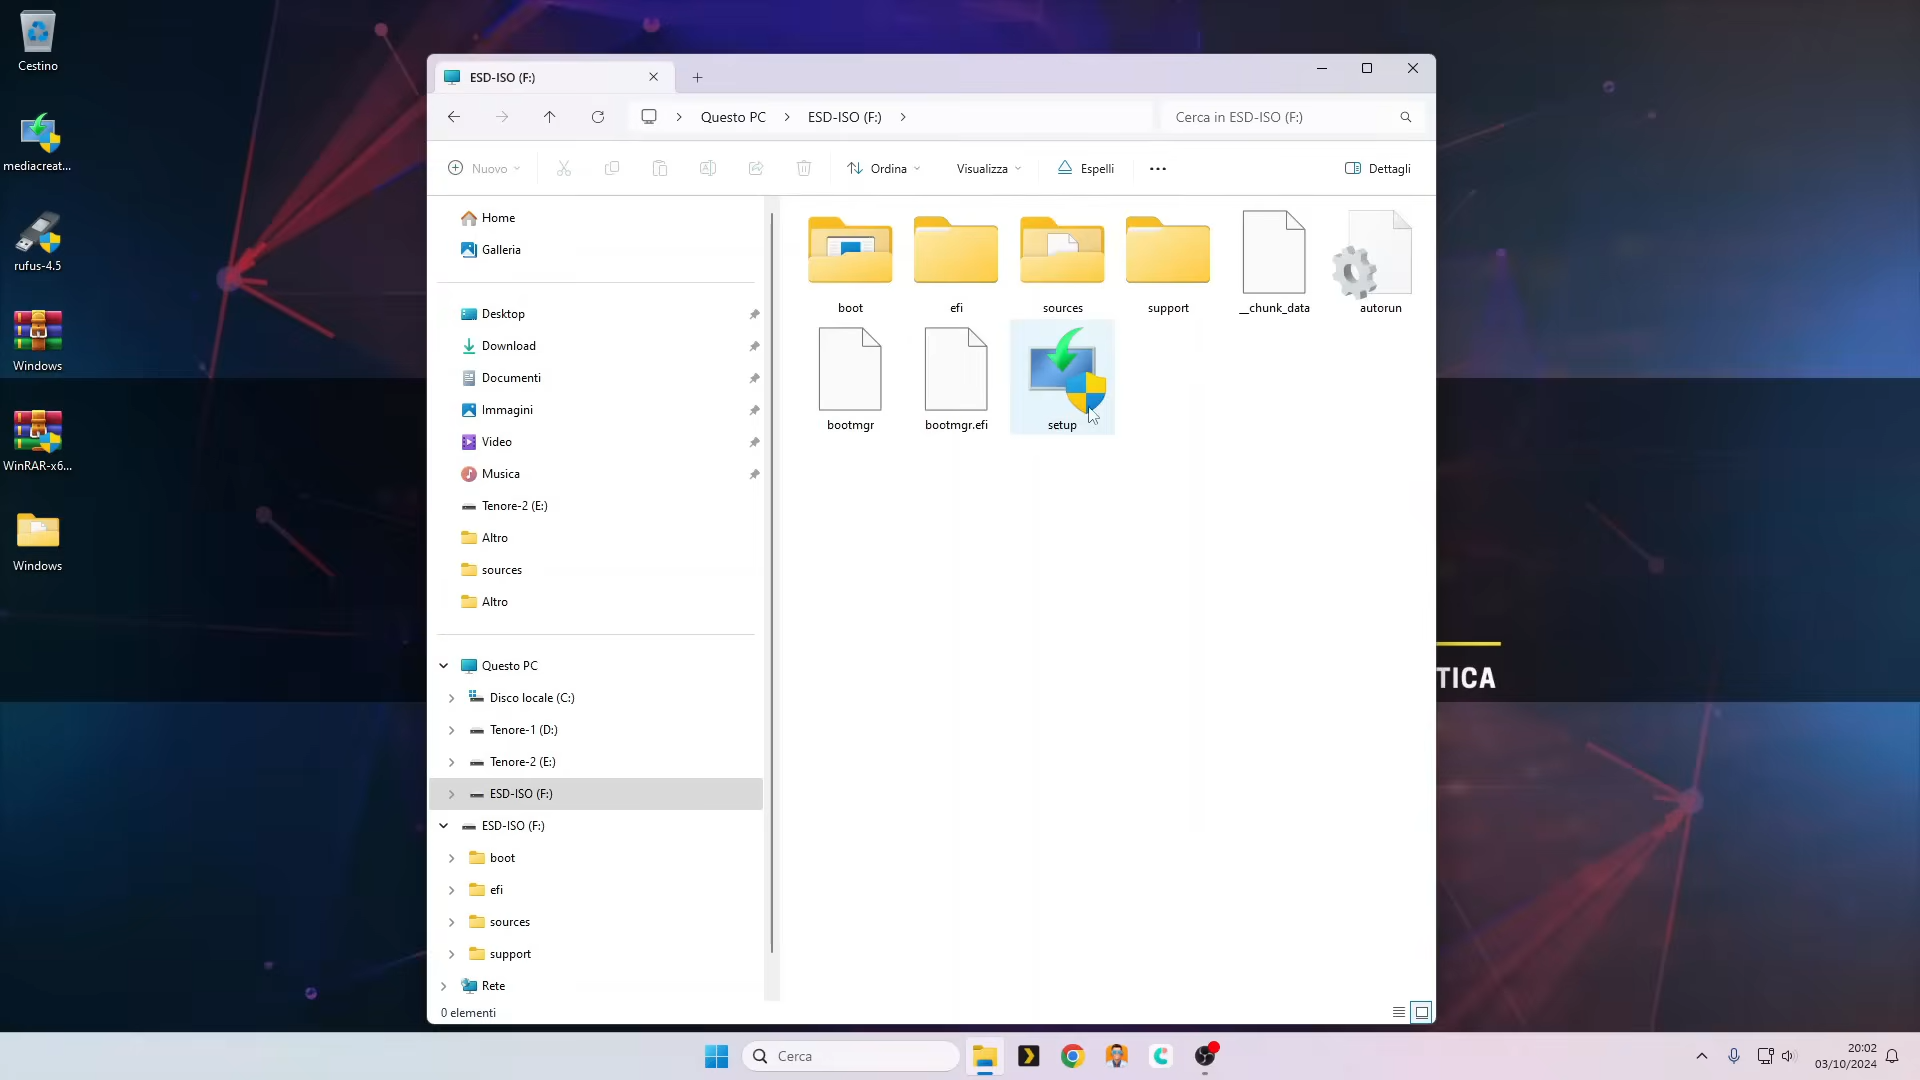 Cestino
mediacreat...
rufus-4.5
Windows
WinRAR-x6...
Windows
ESD-ISO (F:)
Questo PC
ESD-ISO (F:)
Cerca in ESD-ISO (F:)
Nuovo
Ordina
Visualizza
Espelli
Dettagli
Home
Galleria
Desktop
Download
Documenti
Immagini
Video
Musica
Tenore-2 (E:)
Altro
sources
Altro
Questo PC
Disco locale (C:)
Tenore-1 (D:)
Tenore-2 (E:)
ESD-ISO (F:)
ESD-ISO (F:)
boot
efi
sources
support
Rete
0 elementi
boot
efi
sources
support
__chunk_data
autorun
bootmgr
bootmgr.efi
setup
TICA
Cerca
20:02
03/10/2024